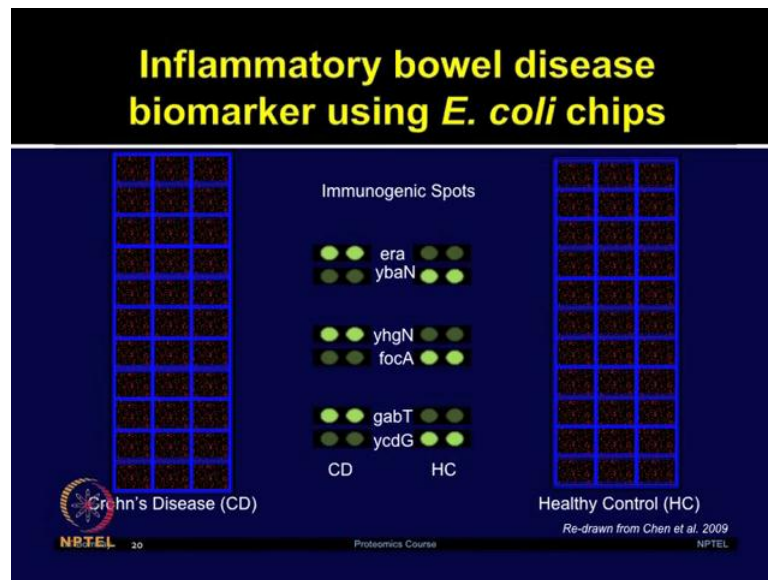 Inflammatory bowel disease
biomarker using E. coli chips
Immunogenic Spots
era
ybaN
yhgN
focA
gabT
ycdG
CD HC
Crohn's Disease (CD)
Healthy Control (HC)
Re-drawn from Chen et al. 2009
NPTEL 20 Proteomics Course NPTEL